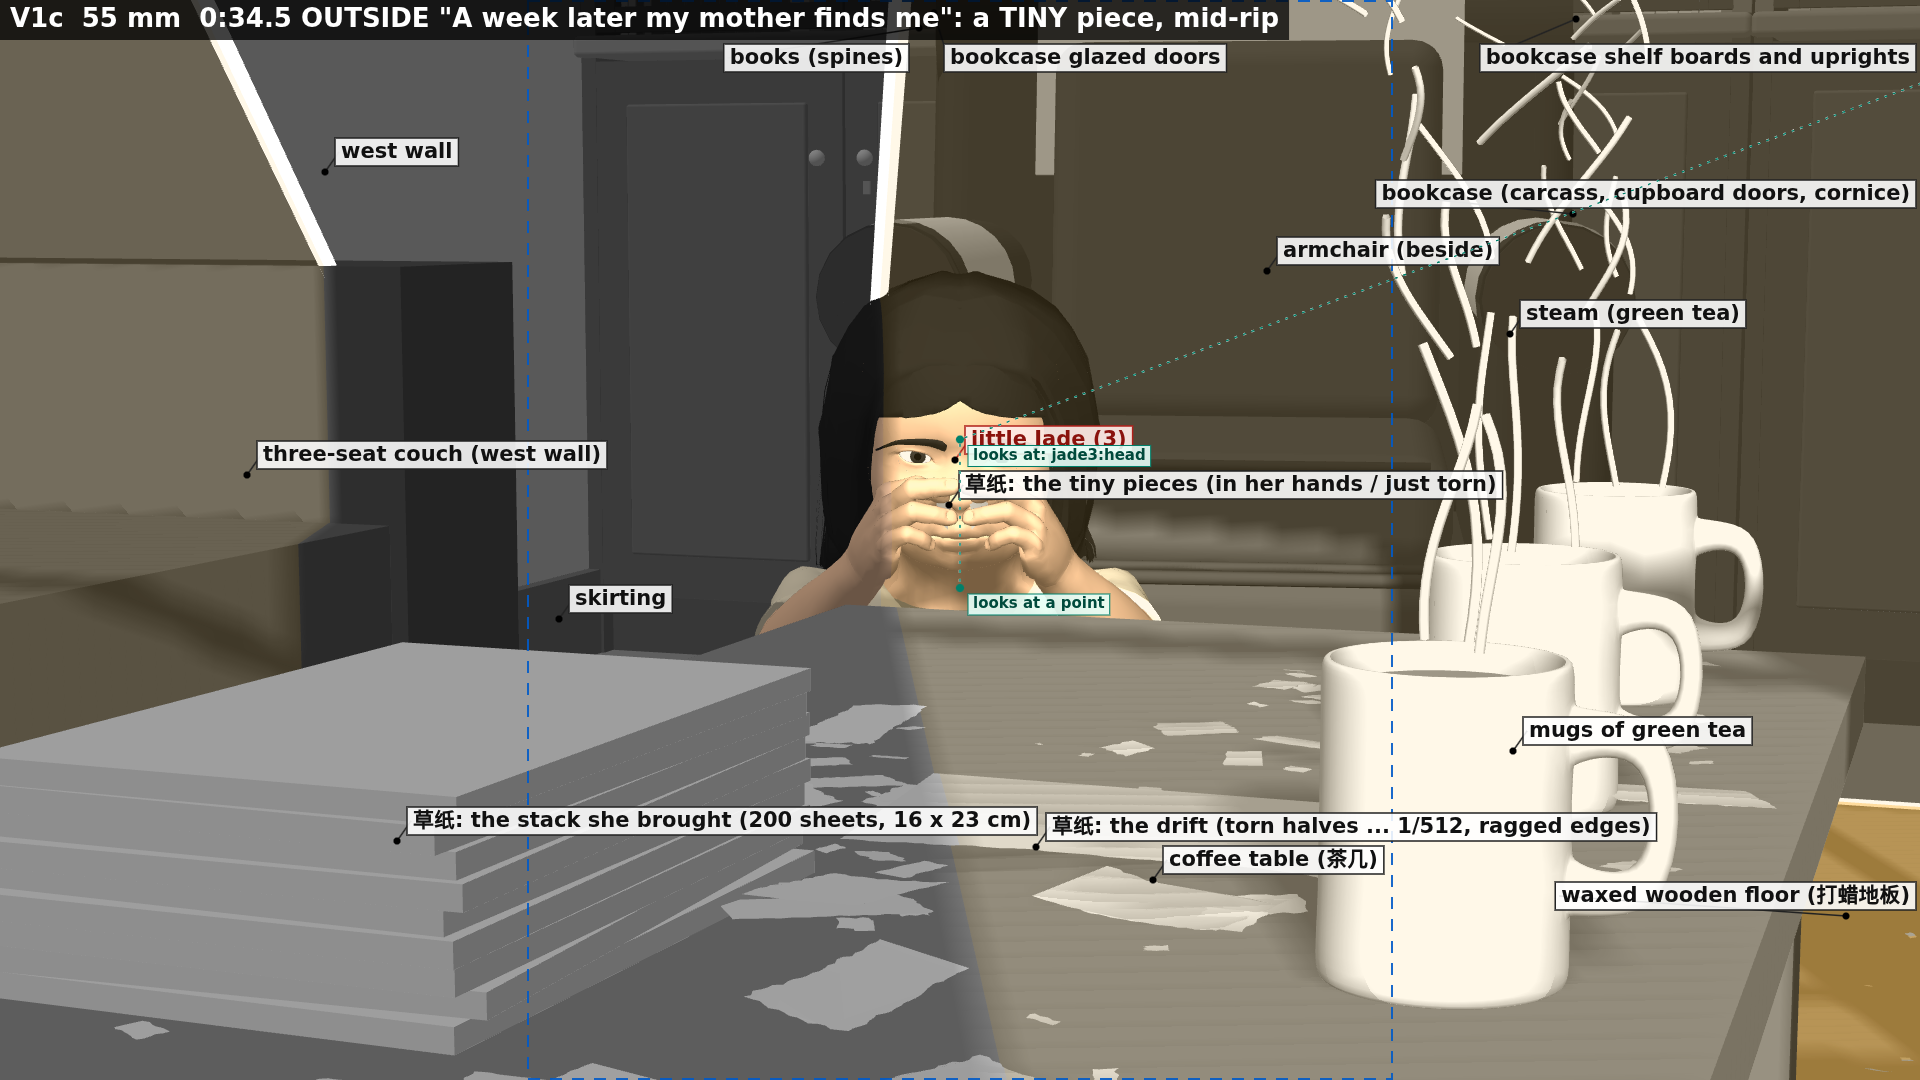 V1c  55 mm  0:34.5 OUTSIDE "A week later my mother finds me": a TINY piece, mid-rip
books (spines)
bookcase glazed doors
bookcase shelf boards and uprights
west wall
bookcase (carcass, cupboard doors, cornice)
armchair (beside)
steam (green tea)
little Jade (3)
three-seat couch (west wall)
looks at: jade3:head
草纸: the tiny pieces (in her hands / just torn)
skirting
looks at a point
mugs of green tea
草纸: the stack she brought (200 sheets, 16 x 23 cm)
草纸: the drift (torn halves ... 1/512, ragged edges)
coffee table (茶几)
waxed wooden floor (打蜡地板)